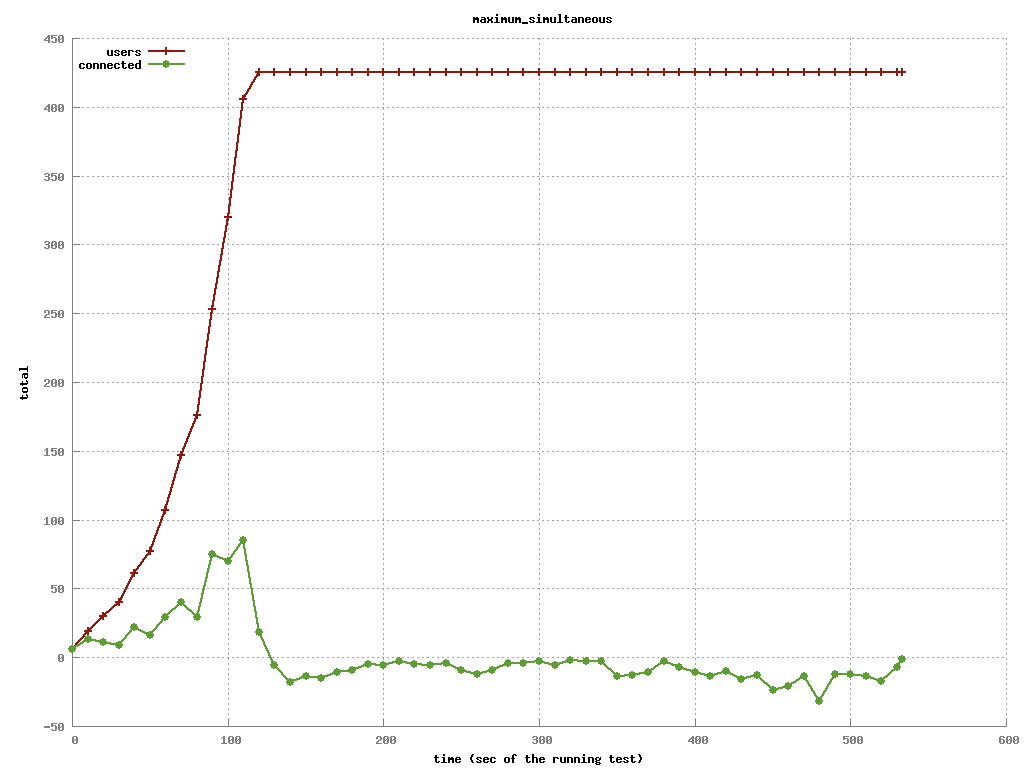 maximum_simultaneous
450
users
connected
400
350
300
250
200
150
100
50
0
-50
total
0 100 200 300 400 500 600
time (sec of the running test)